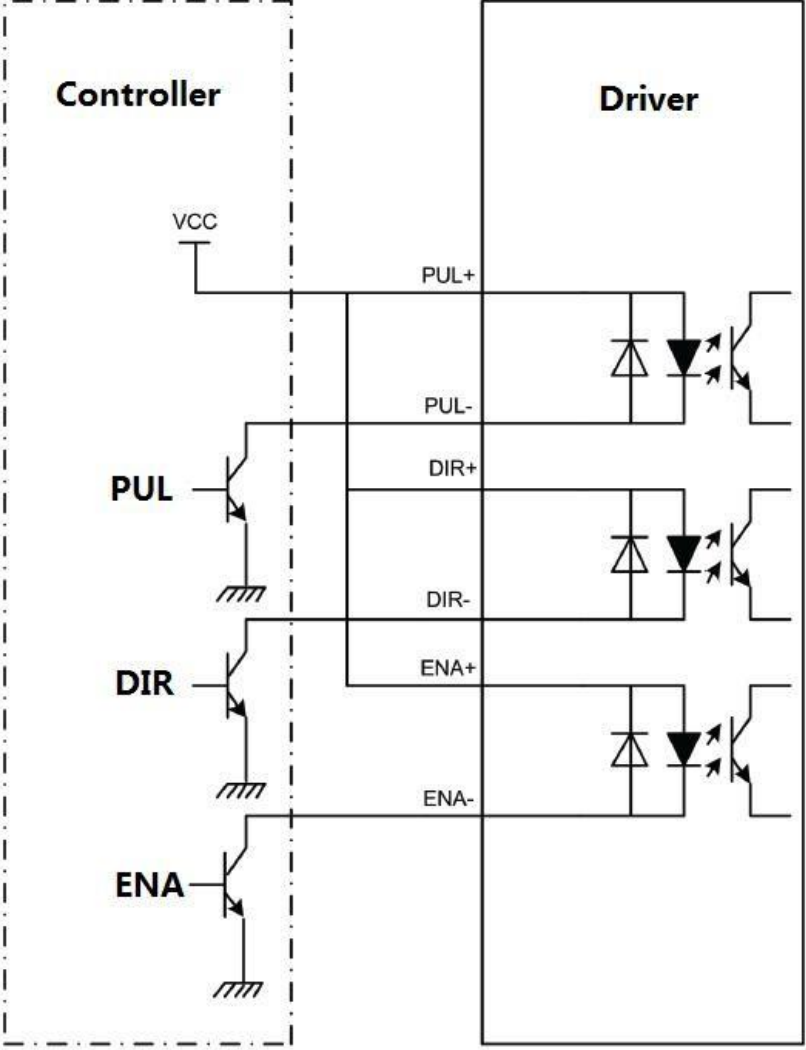 Controller
Driver
VCC
PUL+
PUL-
PUL
DIR+
DIR-
DIR
ENA+
ENA-
ENA